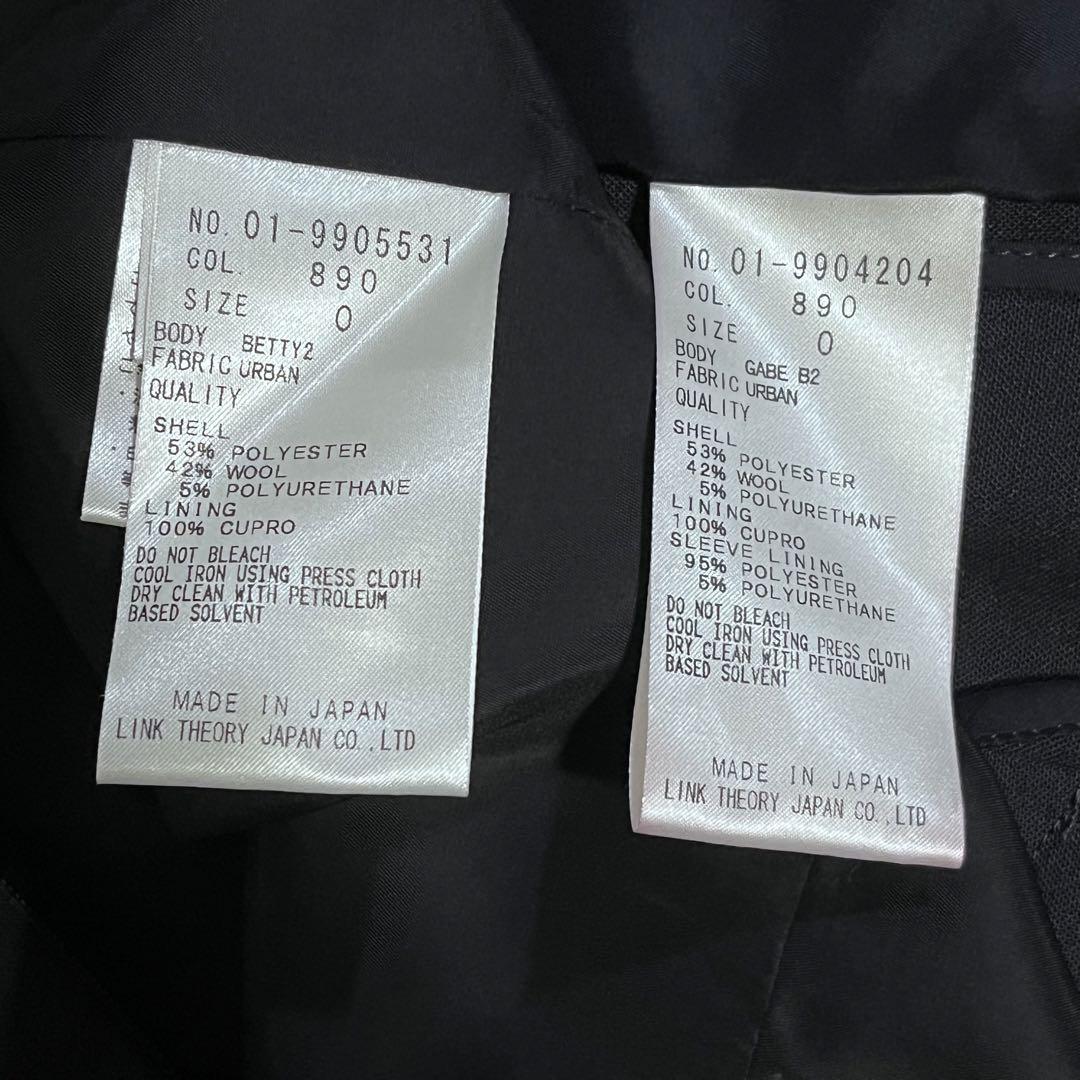 NO. 01-9905531
COL. 890
SIZE 0
BODY BETTY2
FABRIC URBAN
QUALITY
SHELL
53% POLYESTER
42% WOOL
5% POLYURETHANE
LINING
100% CUPRO
DO NOT BLEACH
COOL IRON USING PRESS CLOTH
DRY CLEAN WITH PETROLEUM
BASED SOLVENT
MADE IN JAPAN
LINK THEORY JAPAN CO.,LTD
NO. 01-9904204
COL. 890
SIZE 0
BODY GABE B2
FABRIC URBAN
QUALITY
SHELL
53% POLYESTER
42% WOOL
5% POLYURETHANE
LINING
100% CUPRO
SLEEVE LINING
95% POLYESTER
5% POLYURETHANE
DO NOT BLEACH
COOL IRON USING PRESS CLOTH
DRY CLEAN WITH PETROLEUM
BASED SOLVENT
MADE IN JAPAN
LINK THEORY JAPAN CO.,LTD